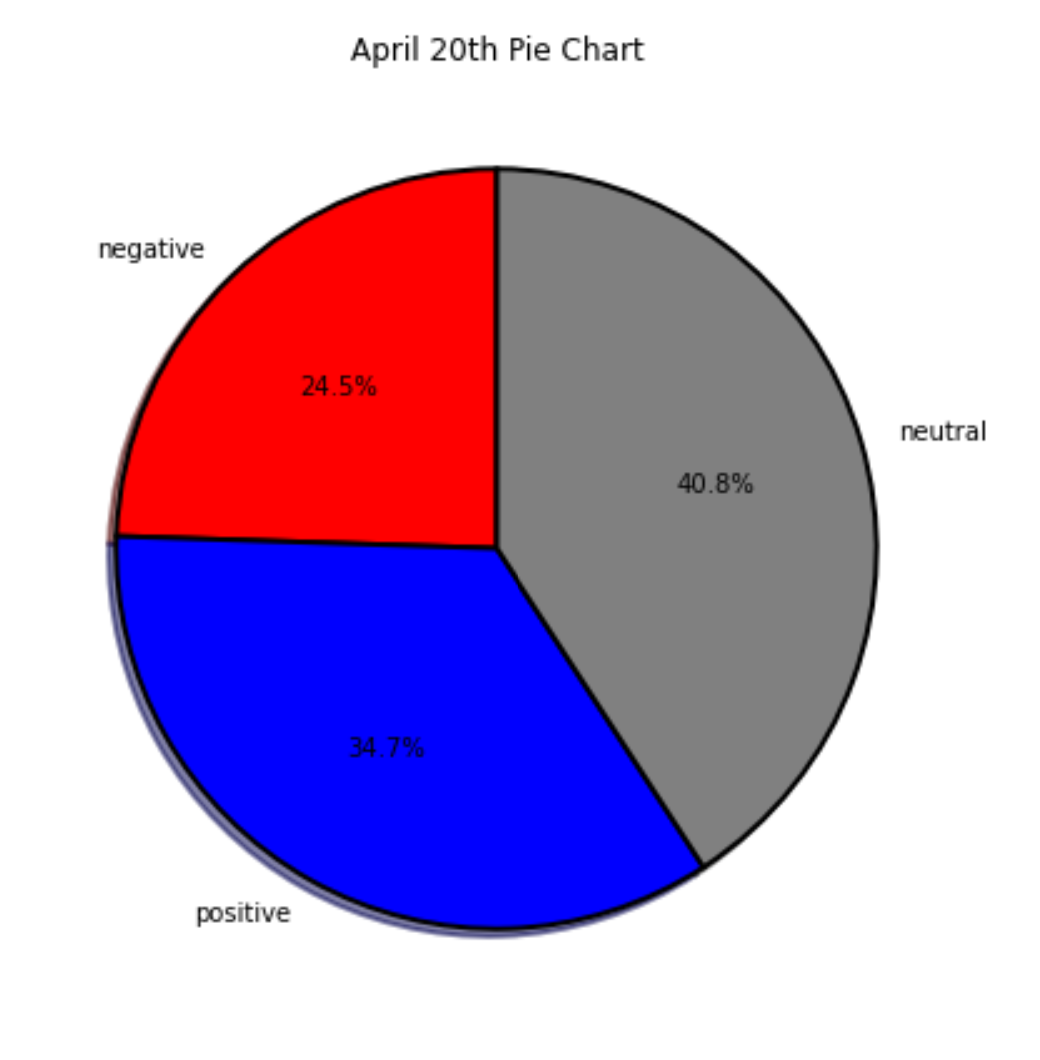 April 20th Pie Chart
negative
24.5%
neutral
40.8%
34.7%
positive